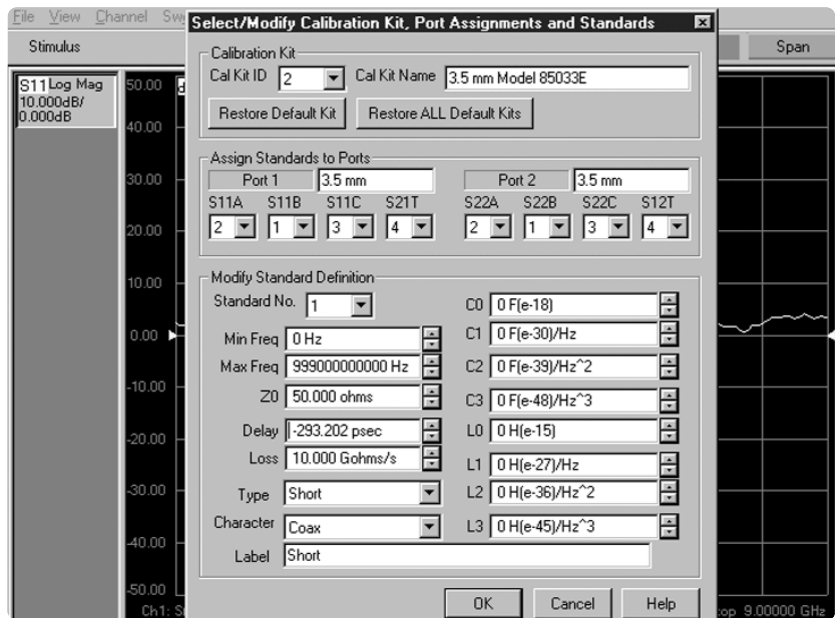 File View Channel
Select/Modify Calibration Kit, Port Assignments and Standards
Stimulus
Span
S11 Log Mag
10.000dB/
0.000dB
50.00
40.00
30.00
20.00
10.00
0.00
-10.00
-20.00
-30.00
-40.00
-50.00
Calibration Kit
Cal Kit ID 2 Cal Kit Name 3.5 mm Model 85033E
Restore Default Kit Restore ALL Default Kits
Assign Standards to Ports
Port 1 3.5 mm Port 2 3.5 mm
S11A S11B S11C S21T S22A S22B S22C S12T
2 1 3 4 2 1 3 4
Modify Standard Definition
Standard No. 1
Min Freq 0 Hz
Max Freq 999000000000 Hz
Z0 50.000 ohms
Delay -293.202 psec
Loss 10.000 Gohms/s
Type Short
Character Coax
Label Short
C0 0 F(e-18)
C1 0 F(e-30)/Hz
C2 0 F(e-39)/Hz^2
C3 0 F(e-48)/Hz^3
L0 0 H(e-15)
L1 0 H(e-27)/Hz
L2 0 H(e-36)/Hz^2
L3 0 H(e-45)/Hz^3
OK Cancel Help
Ch1: 9.00000 GHz